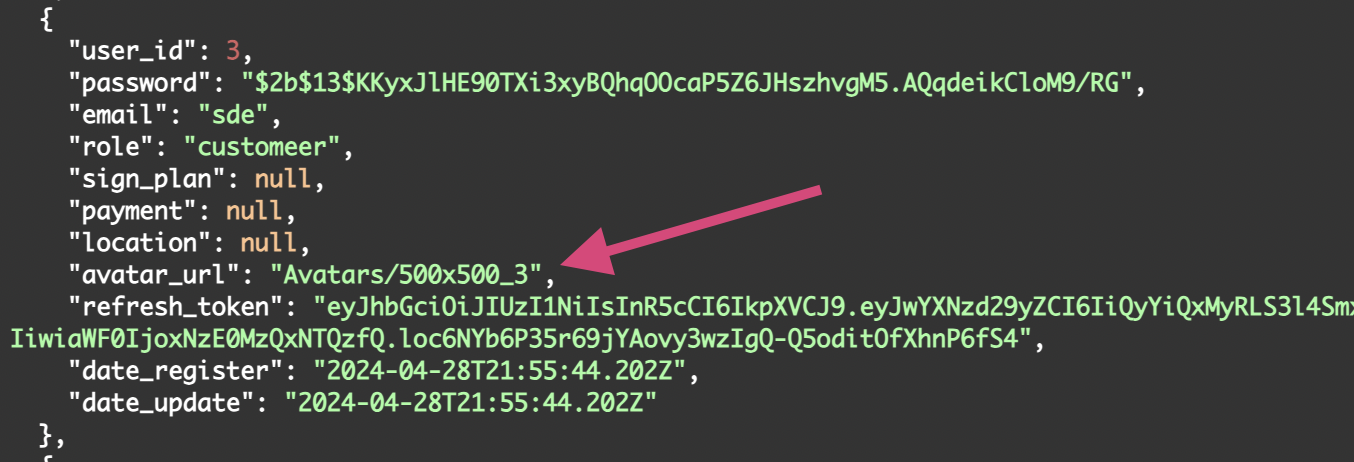 {
"user_id": 3,
"password": "$2b$13$KKyxJlHE90TXi3xyBQhqOOcaP5Z6JHszhvgM5.AQqdeikCloM9/RG",
"email": "sde",
"role": "customeer",
"sign_plan": null,
"payment": null,
"location": null,
"avatar_url": "Avatars/500x500_3",
"refresh_token": "eyJhbGciOiJIUzI1NiIsInR5cCI6IkpXVCJ9.eyJwYXNzd29yZCI6IiQyYiQxMyRLS3l4Smx
IiwiaWF0IjoxNzE0MzQxNTQzfQ.loc6NYb6P35r69jYAovy3wzIgQ-Q5oditOfXhnP6fS4",
"date_register": "2024-04-28T21:55:44.202Z",
"date_update": "2024-04-28T21:55:44.202Z"
},
{